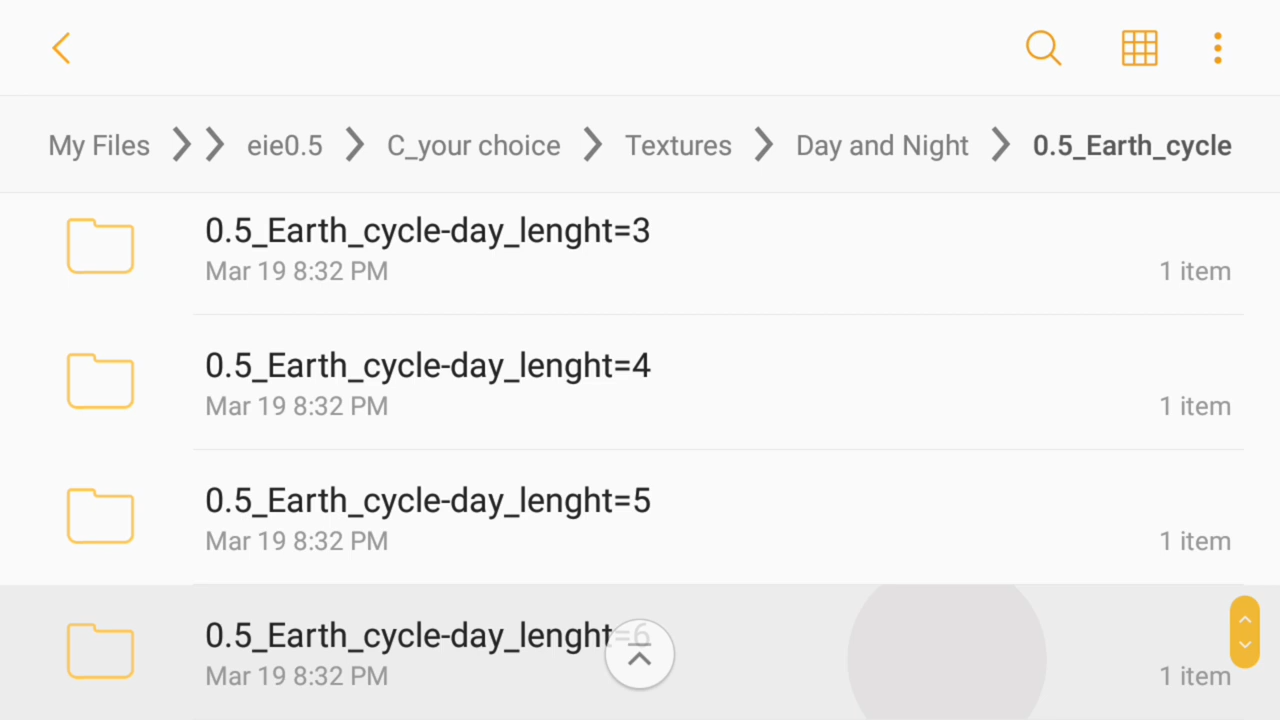 My Files eie0.5 C_your choice Textures Day and Night 0.5_Earth_cycle
0.5_Earth_cycle-day_lenght=3
Mar 19 8:32 PM 1 item
0.5_Earth_cycle-day_lenght=4
Mar 19 8:32 PM 1 item
0.5_Earth_cycle-day_lenght=5
Mar 19 8:32 PM 1 item
0.5_Earth_cycle-day_lenght=6
Mar 19 8:32 PM 1 item